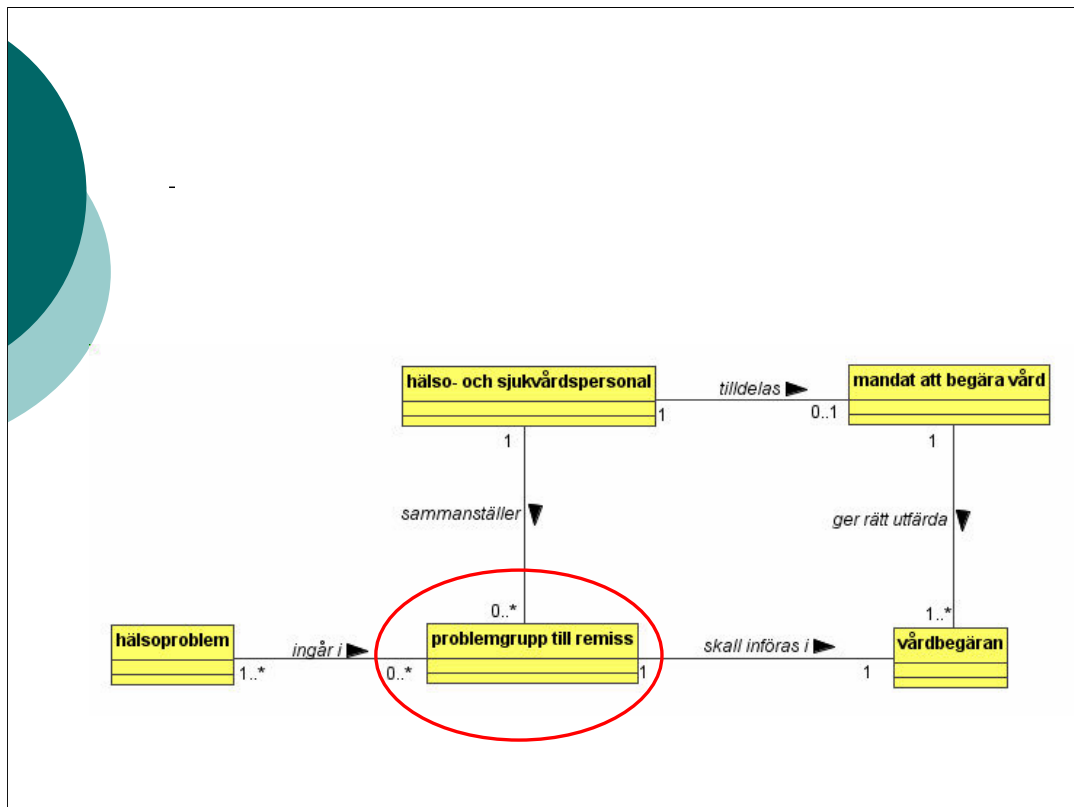 -
hälso- och sjukvårdspersonal
tilldelas
mandat att begära vård
1
0..1
1
1
sammanställer
ger rätt utfärda
0..*
1..*
hälsoproblem
ingår i
problemgrupp till remiss
skall införas i
vårdbegäran
1..*
0..*
1
1